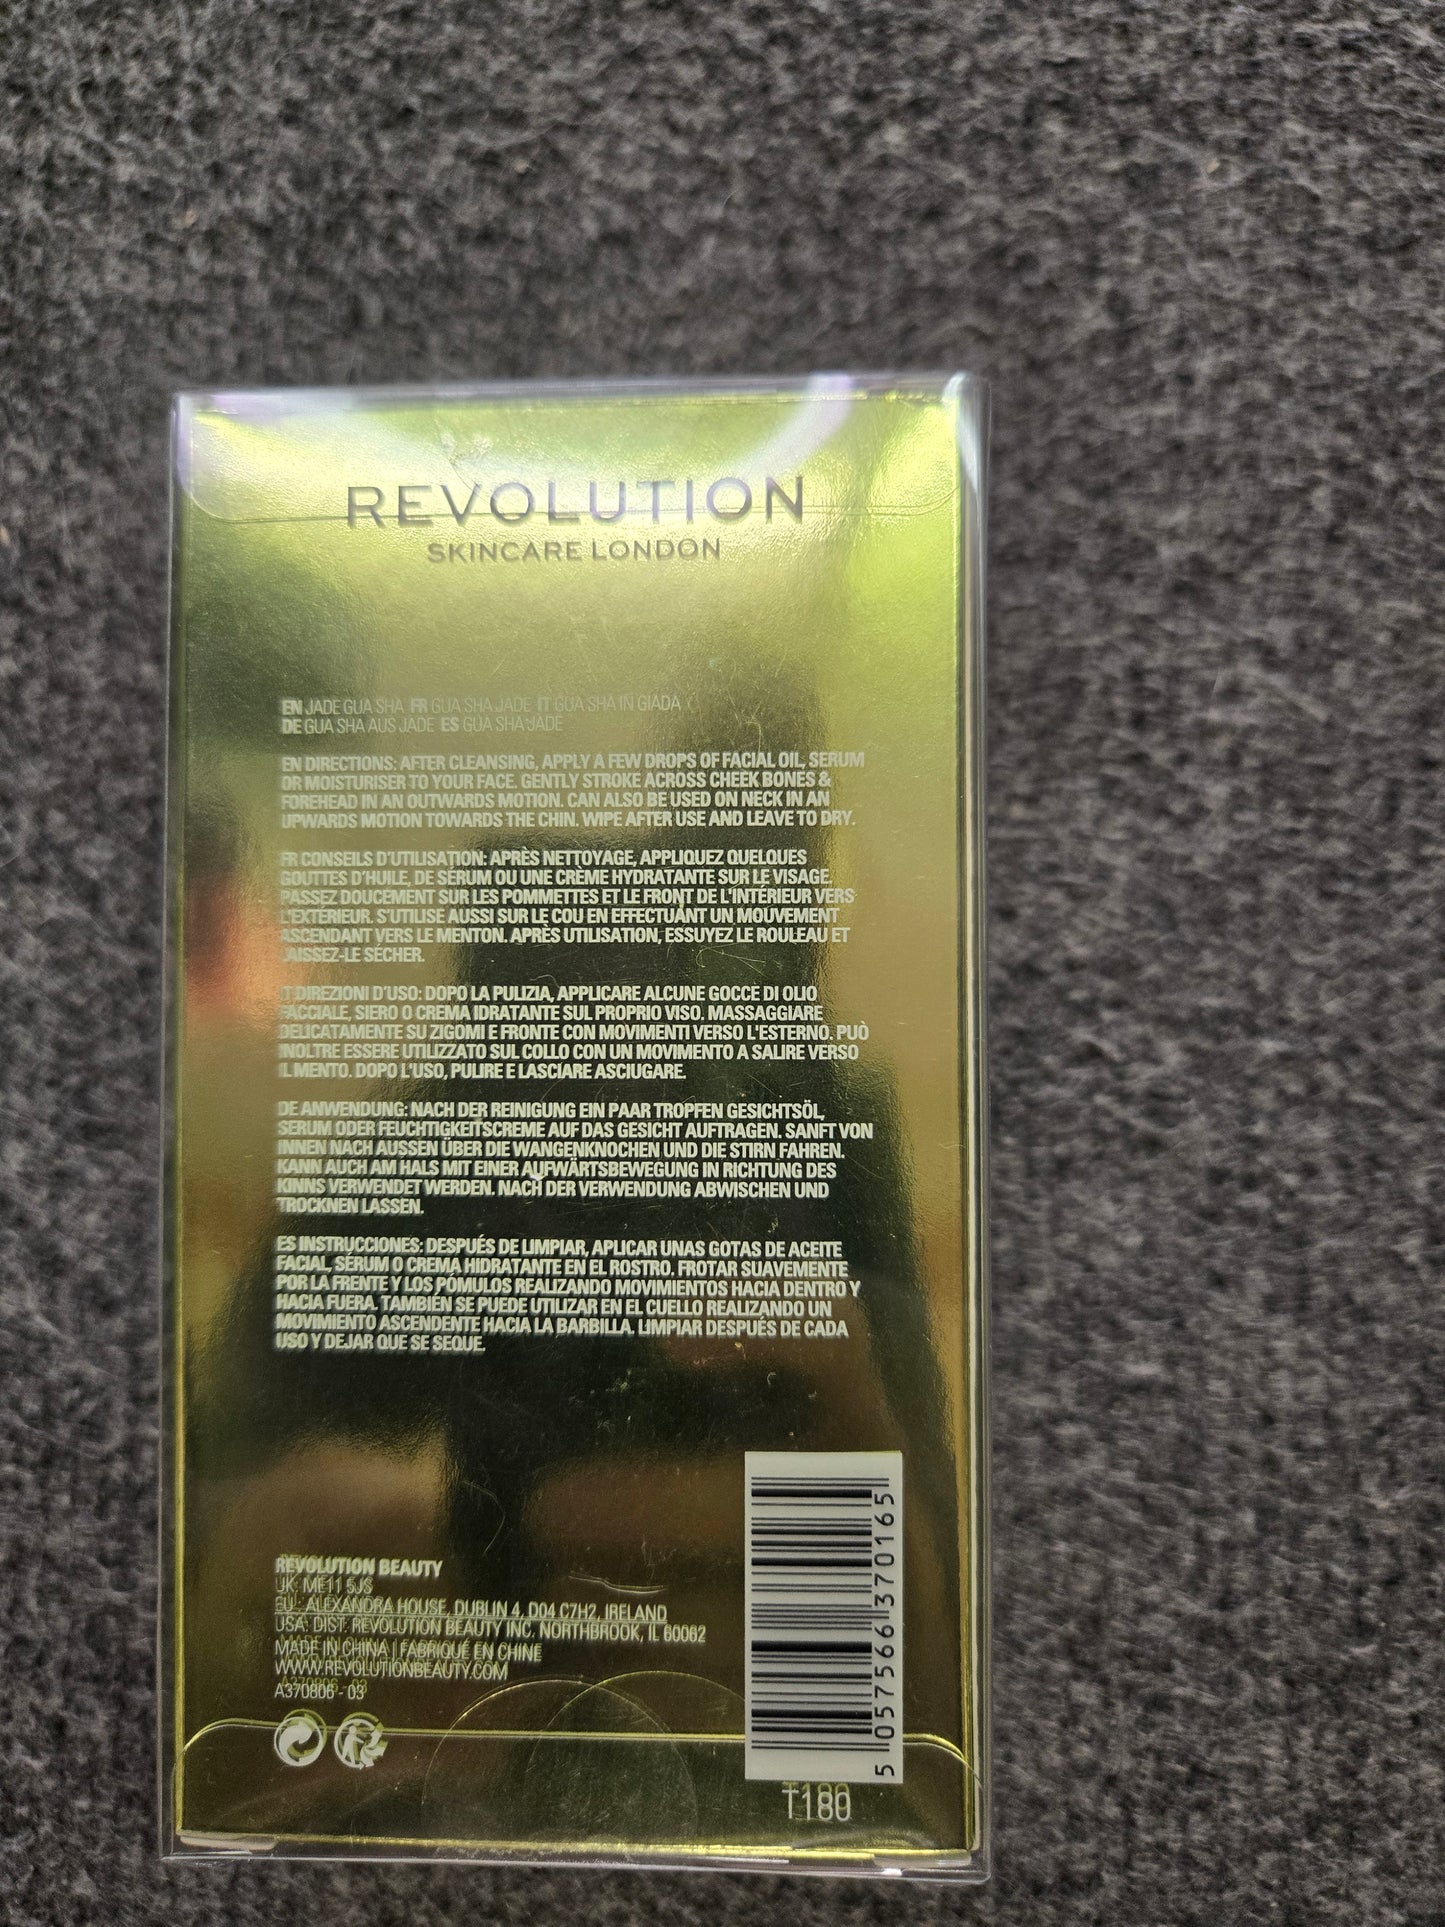 REVOLUTION
SKINCARE LONDON
EN JADE GUA SHA FR GUA SHA JADE IT GUA SHA IN GIADA
DE GUA SHA AUS JADE ES GUA SHA JADE
EN DIRECTIONS: AFTER CLEANSING, APPLY A FEW DROPS OF FACIAL OIL, SERUM
OR MOISTURISER TO YOUR FACE. GENTLY STROKE ACROSS CHEEK BONES &
FOREHEAD IN AN OUTWARDS MOTION. CAN ALSO BE USED ON NECK IN AN
UPWARDS MOTION TOWARDS THE CHIN. WIPE AFTER USE AND LEAVE TO DRY.
FR CONSEILS D'UTILISATION: APRÈS NETTOYAGE, APPLIQUEZ QUELQUES
GOUTTES D'HUILE, DE SÉRUM OU UNE CRÈME HYDRATANTE SUR LE VISAGE.
PASSEZ DOUCEMENT SUR LES POMMETTES ET LE FRONT DE L'INTÉRIEUR VERS
L'EXTÉRIEUR. S'UTILISE AUSSI SUR LE COU EN EFFECTUANT UN MOUVEMENT
ASCENDANT VERS LE MENTON. APRÈS UTILISATION, ESSUYEZ LE ROULEAU ET
LAISSEZ-LE SÉCHER.
IT DIREZIONI D'USO: DOPO LA PULIZIA, APPLICARE ALCUNE GOCCE DI OLIO
FACCIALE, SIERO O CREMA IDRATANTE SUL PROPRIO VISO. MASSAGGIARE
DELICATAMENTE SU ZIGOMI E FRONTE CON MOVIMENTI VERSO L'ESTERNO. PUÒ
INOLTRE ESSERE UTILIZZATO SUL COLLO CON UN MOVIMENTO A SALIRE VERSO
IL MENTO. DOPO L'USO, PULIRE E LASCIARE ASCIUGARE.
DE ANWENDUNG: NACH DER REINIGUNG EIN PAAR TROPFEN GESICHTSÖL,
SERUM ODER FEUCHTIGKEITSCREME AUF DAS GESICHT AUFTRAGEN. SANFT VON
INNEN NACH AUSSEN ÜBER DIE WANGENKNOCHEN UND DIE STIRN FAHREN.
KANN AUCH AM HALS MIT EINER AUFWÄRTSBEWEGUNG IN RICHTUNG DES
KINNS VERWENDET WERDEN. NACH DER VERWENDUNG ABWISCHEN UND
TROCKNEN LASSEN.
ES INSTRUCCIONES: DESPUÉS DE LIMPIAR, APLICAR UNAS GOTAS DE ACEITE
FACIAL, SÉRUM O CREMA HIDRATANTE EN EL ROSTRO. FROTAR SUAVEMENTE
POR LA FRENTE Y LOS PÓMULOS REALIZANDO MOVIMIENTOS HACIA DENTRO Y
HACIA FUERA. TAMBIÉN SE PUEDE UTILIZAR EN EL CUELLO REALIZANDO UN
MOVIMIENTO ASCENDENTE HACIA LA BARBILLA. LIMPIAR DESPUÉS DE CADA
USO Y DEJAR QUE SE SEQUE.
REVOLUTION BEAUTY
UK: ME11 5JS
EU: ALEXANDRA HOUSE, DUBLIN 4, D04 C7H2, IRELAND
USA: DIST. REVOLUTION BEAUTY INC, NORTHBROOK, IL 60062
MADE IN CHINA | FABRIQUÉ EN CHINE
WWW.REVOLUTIONBEAUTY.COM
A370806 - 03
5 057566 370165
T180